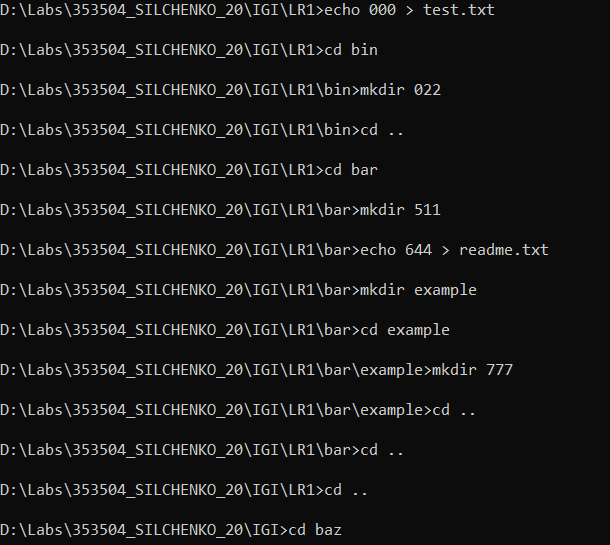 D:\Labs\353504_SILCHENKO_20\IGI\LR1>echo 000 > test.txt
D:\Labs\353504_SILCHENKO_20\IGI\LR1>cd bin
D:\Labs\353504_SILCHENKO_20\IGI\LR1\bin>mkdir 022
D:\Labs\353504_SILCHENKO_20\IGI\LR1\bin>cd ..
D:\Labs\353504_SILCHENKO_20\IGI\LR1>cd bar
D:\Labs\353504_SILCHENKO_20\IGI\LR1\bar>mkdir 511
D:\Labs\353504_SILCHENKO_20\IGI\LR1\bar>echo 644 > readme.txt
D:\Labs\353504_SILCHENKO_20\IGI\LR1\bar>mkdir example
D:\Labs\353504_SILCHENKO_20\IGI\LR1\bar>cd example
D:\Labs\353504_SILCHENKO_20\IGI\LR1\bar\example>mkdir 777
D:\Labs\353504_SILCHENKO_20\IGI\LR1\bar\example>cd ..
D:\Labs\353504_SILCHENKO_20\IGI\LR1\bar>cd ..
D:\Labs\353504_SILCHENKO_20\IGI\LR1>cd ..
D:\Labs\353504_SILCHENKO_20\IGI>cd baz